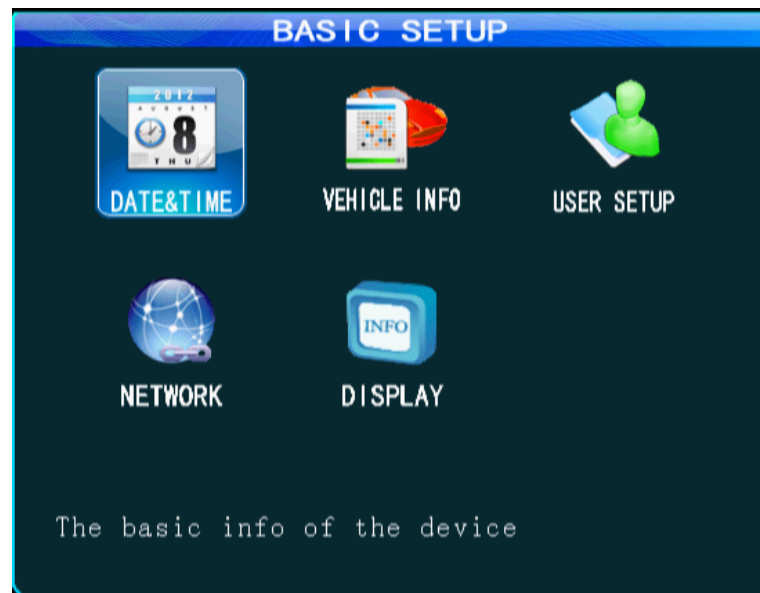 BASIC SETUP
2012
AUGUST
8
THU
DATE&TIME
VEHICLE INFO
USER SETUP
INFO
NETWORK
DISPLAY
The basic info of the device